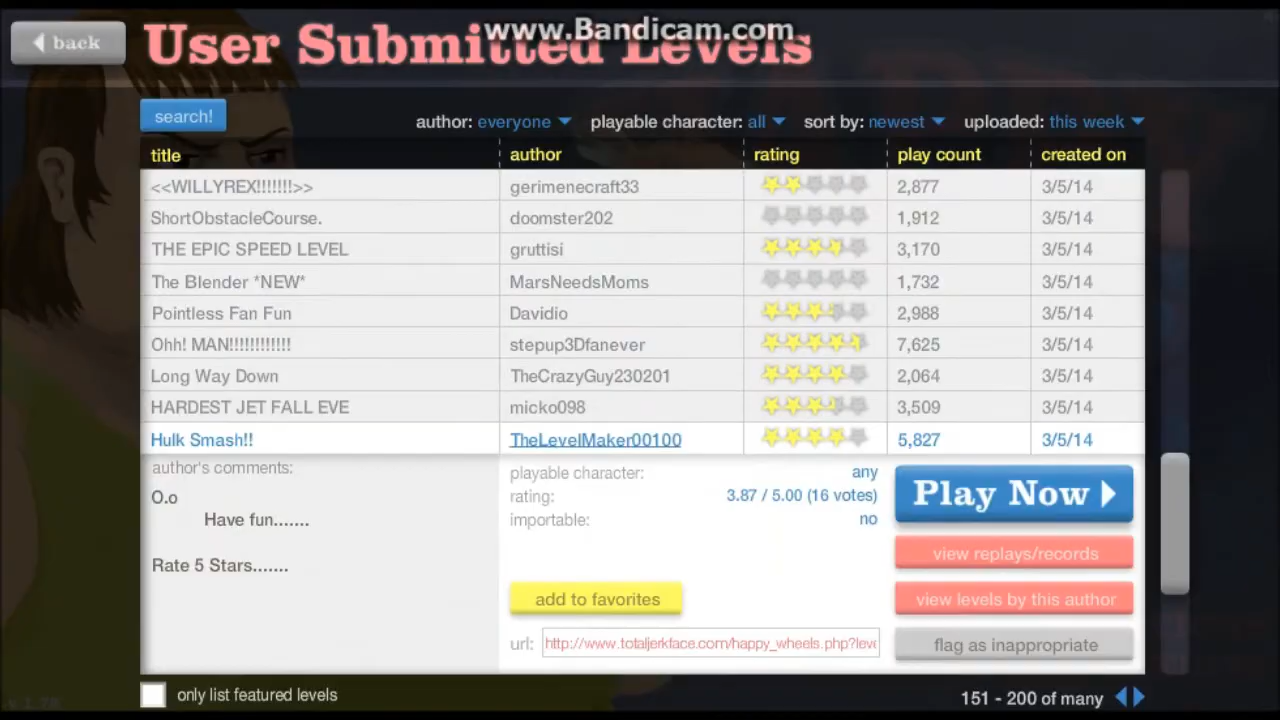 www.Bandicam.com
back
User Submitted Levels
search!
author: everyone playable character: all sort by: newest uploaded: this week
title author rating play count created on
<<WILLYREX!!!!!!!>> gerimenecraft33 2,877 3/5/14
ShortObstacleCourse. doomster202 1,912 3/5/14
THE EPIC SPEED LEVEL gruttisi 3,170 3/5/14
The Blender *NEW* MarsNeedsMoms 1,732 3/5/14
Pointless Fan Fun Davidio 2,988 3/5/14
Ohh! MAN!!!!!!!!!!!! stepup3Dfanever 7,625 3/5/14
Long Way Down TheCrazyGuy230201 2,064 3/5/14
HARDEST JET FALL EVE micko098 3,509 3/5/14
Hulk Smash!! TheLevelMaker00100 5,827 3/5/14
author's comments:
O.o
Have fun.......
Rate 5 Stars.......
playable character: any
rating: 3.87 / 5.00 (16 votes)
importable: no
add to favorites
url: http://www.totaljerkface.com/happy_wheels.php?leve
Play Now
view replays/records
view levels by this author
flag as inappropriate
only list featured levels
151 - 200 of many